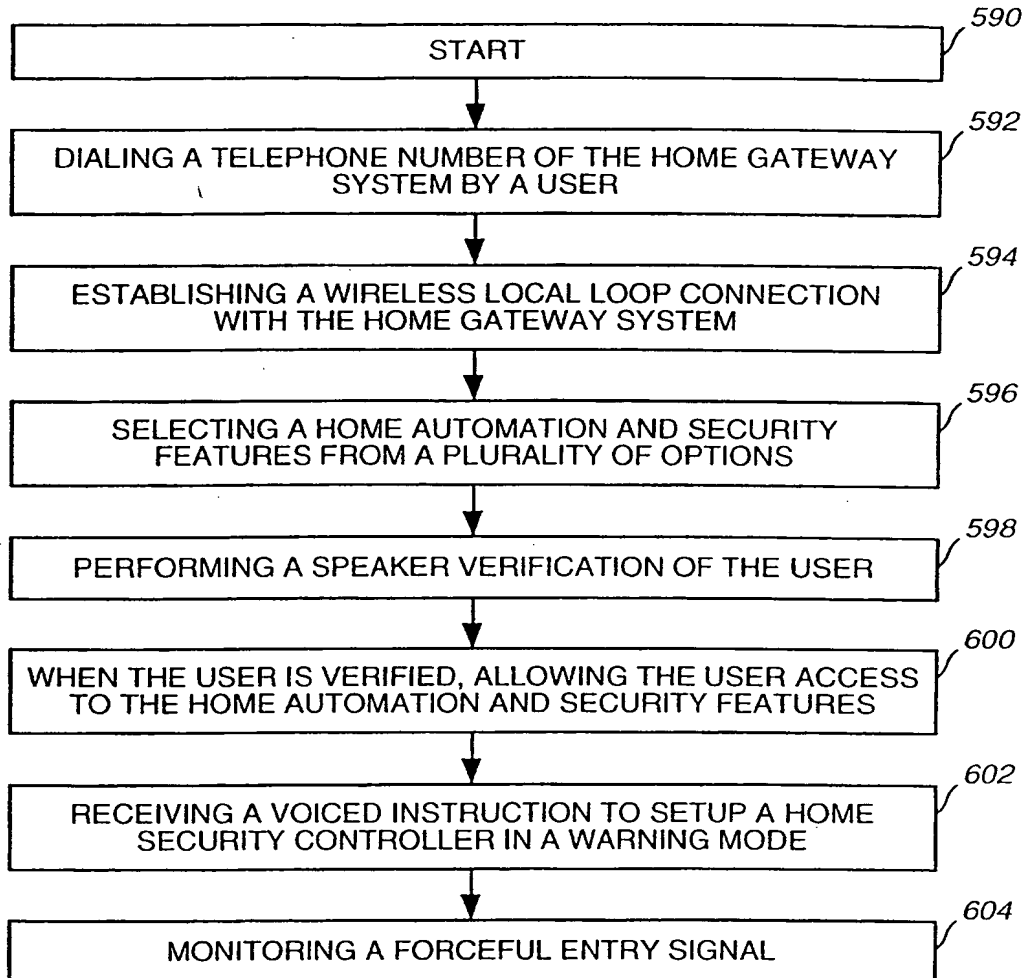 590
START
592
DIALING A TELEPHONE NUMBER OF THE HOME GATEWAY
SYSTEM BY A USER
594
ESTABLISHING A WIRELESS LOCAL LOOP CONNECTION
WITH THE HOME GATEWAY SYSTEM
596
SELECTING A HOME AUTOMATION AND SECURITY
FEATURES FROM A PLURALITY OF OPTIONS
598
PERFORMING A SPEAKER VERIFICATION OF THE USER
600
WHEN THE USER IS VERIFIED, ALLOWING THE USER ACCESS
TO THE HOME AUTOMATION AND SECURITY FEATURES
602
RECEIVING A VOICED INSTRUCTION TO SETUP A HOME
SECURITY CONTROLLER IN A WARNING MODE
604
MONITORING A FORCEFUL ENTRY SIGNAL